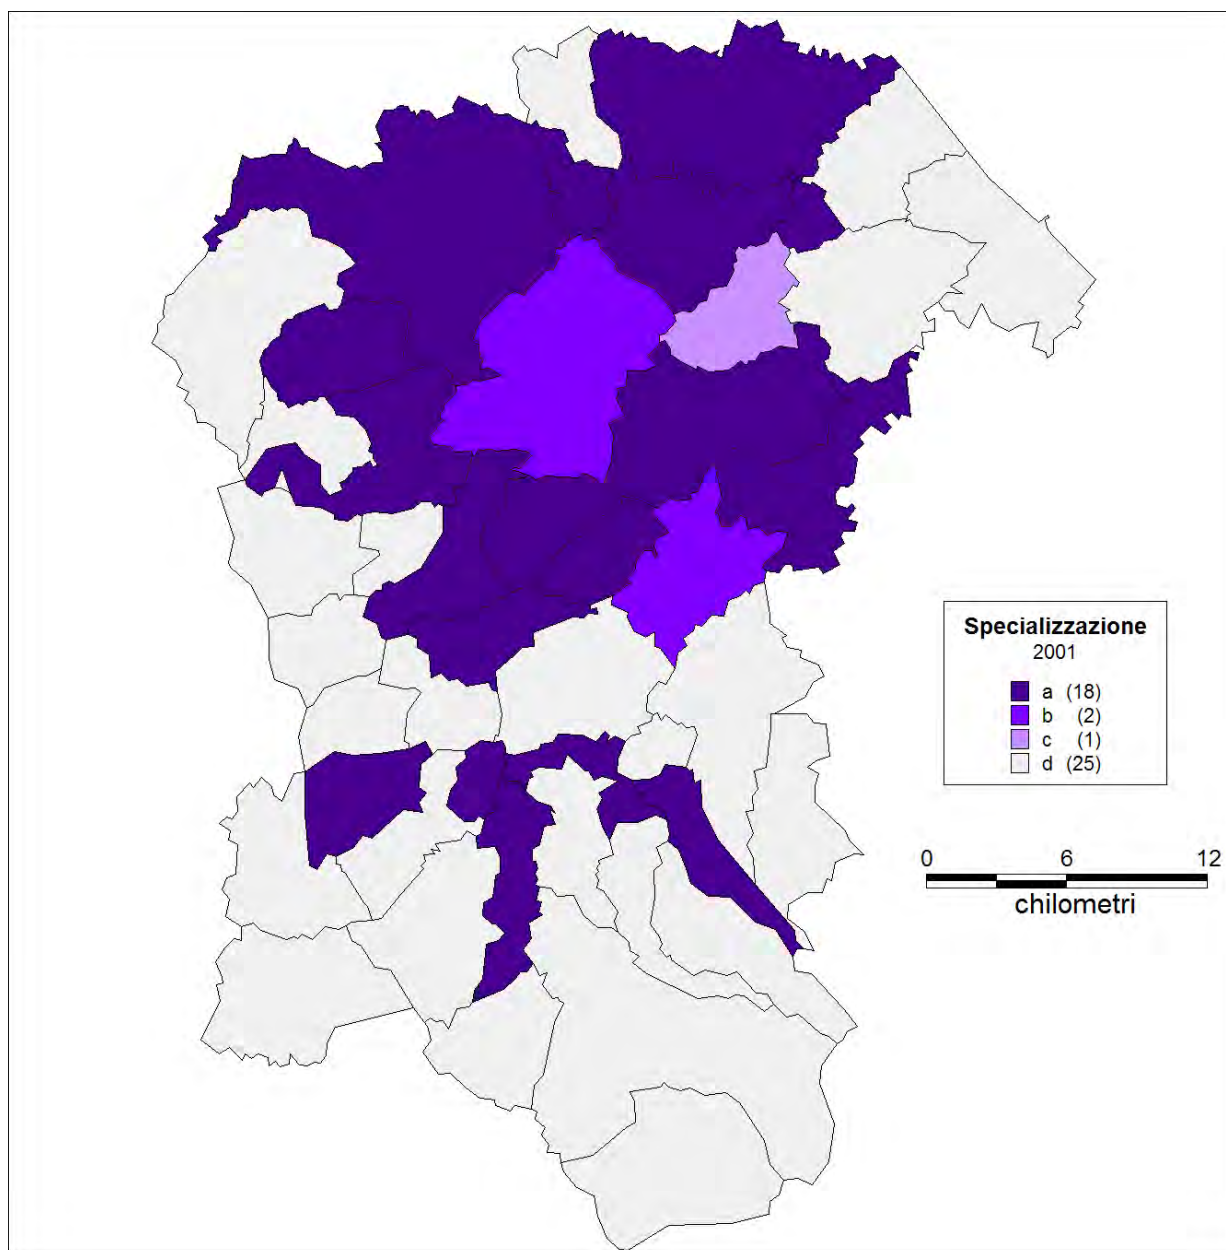 Specializzazione
2001
a (18)
b (2)
c (1)
d (25)
0 6 12
chilometri